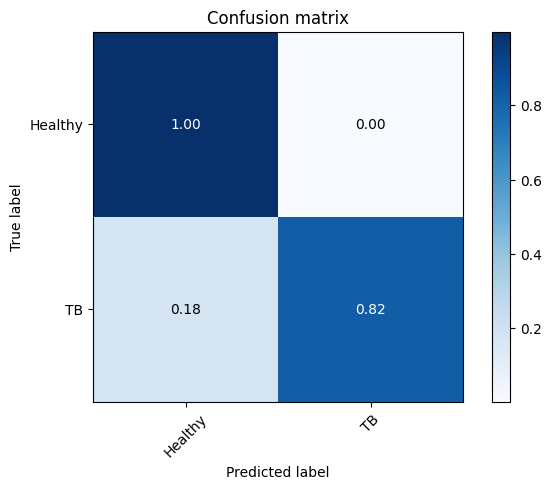 Confusion matrix
True label
Healthy
1.00 0.00
TB
0.18 0.82
Healthy TB
Predicted label
0.8
0.6
0.4
0.2